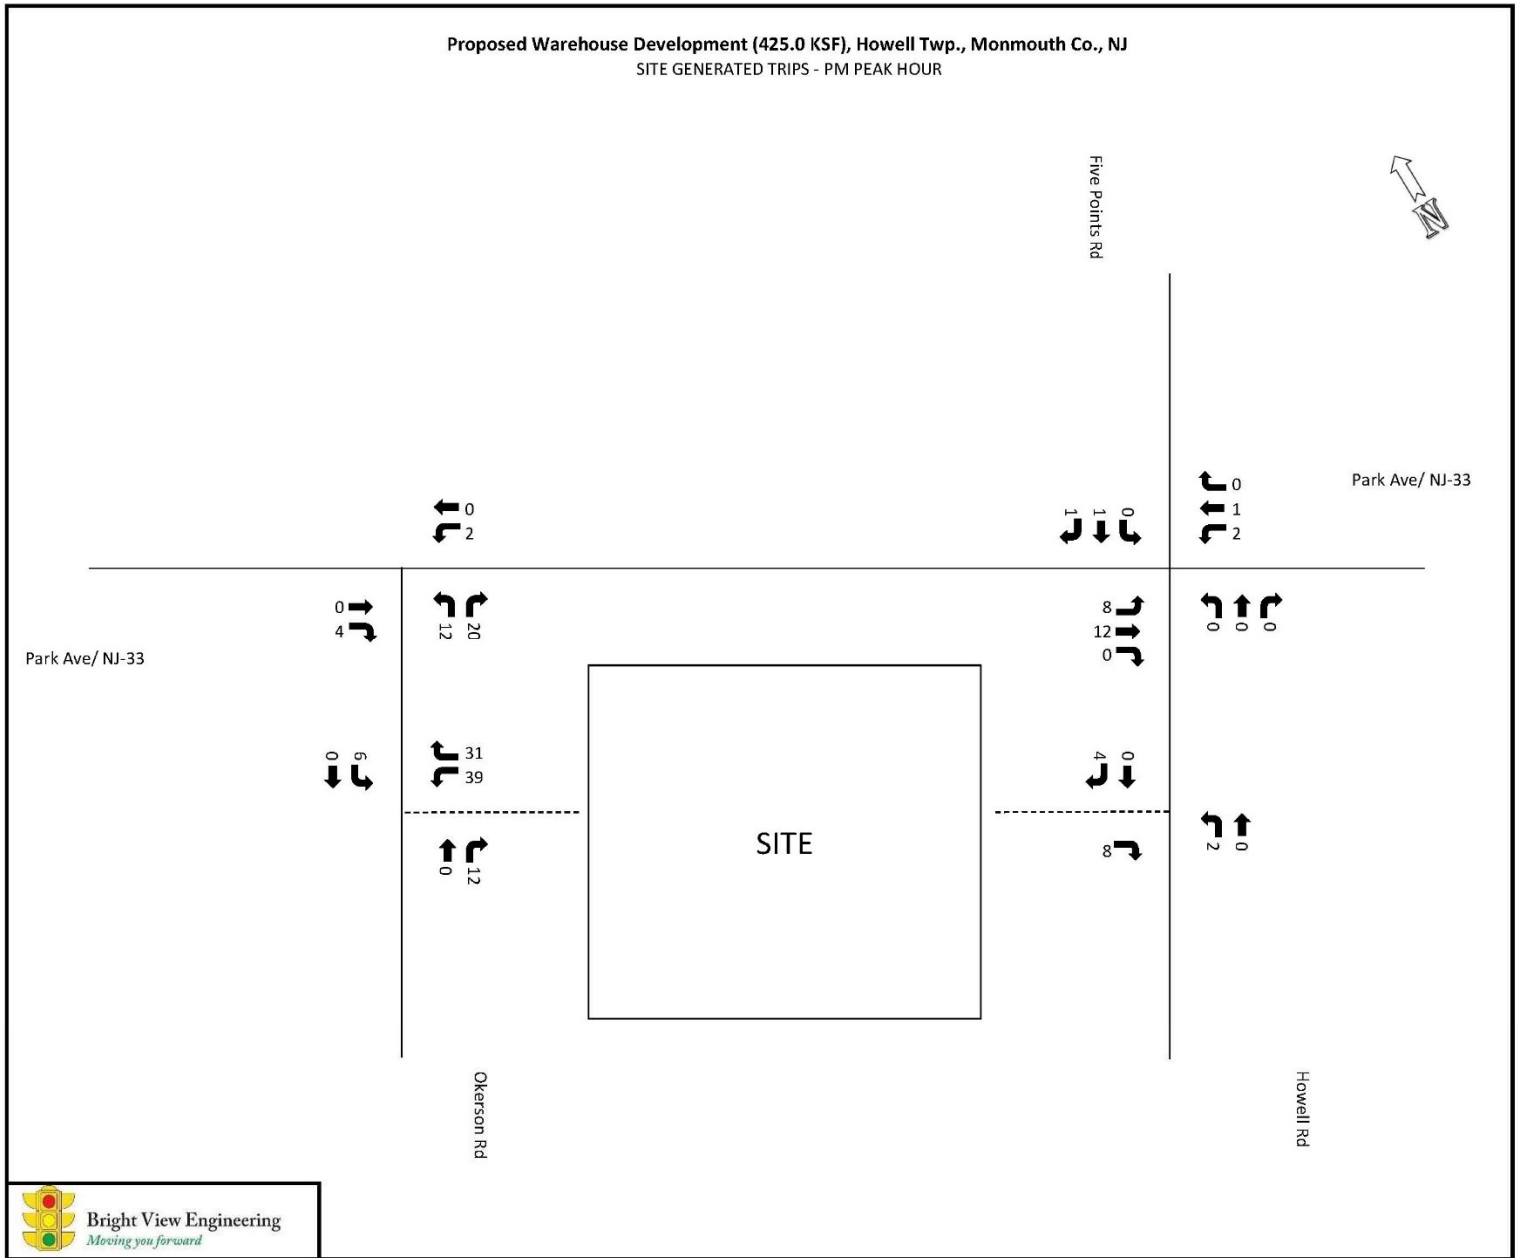 Proposed Warehouse Development (425.0 KSF), Howell Twp., Monmouth Co., NJ
SITE GENERATED TRIPS - PM PEAK HOUR
Five Points Rd
N
Park Ave/ NJ-33
0
1
2
0
2
1
1
0
0
4
12
20
8
12
0
0
0
0
Park Ave/ NJ-33
0
6
31
39
4
0
SITE
0
12
8
2
0
Okerson Rd
Howell Rd
Bright View Engineering
Moving you forward